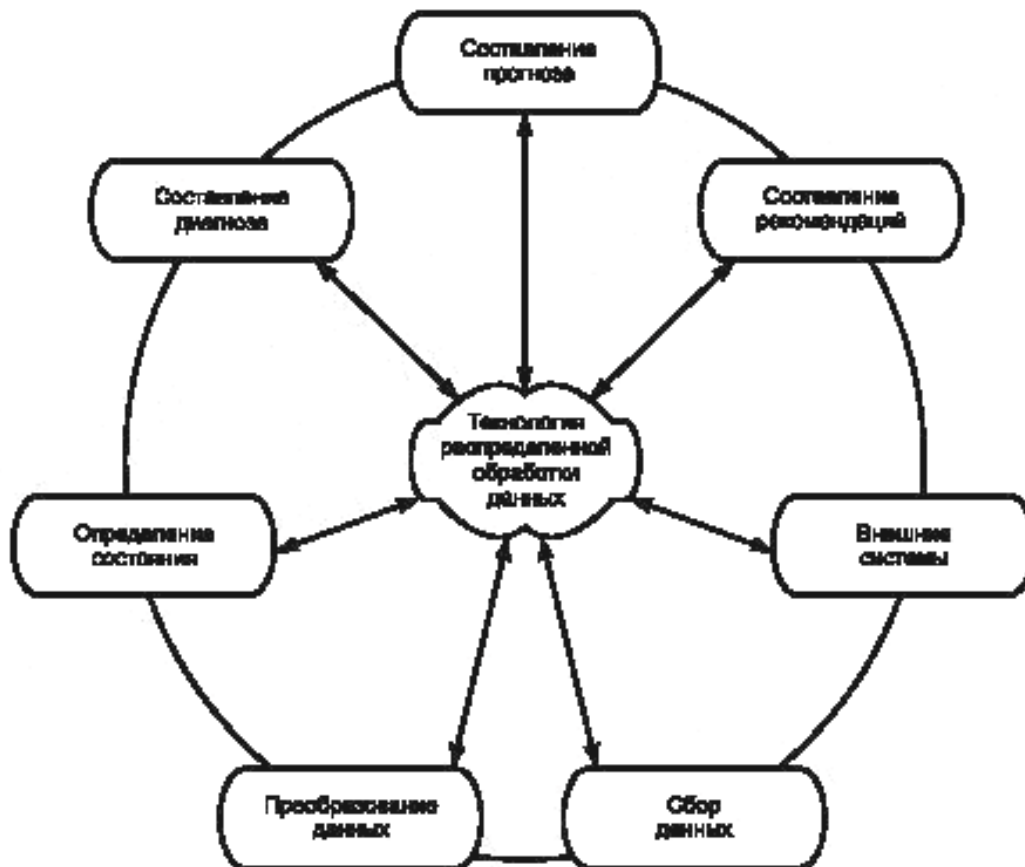 Составление
прогноза
Составление
диагноза
Составление
рекомендаций
Технология
распределенной
обработки
данных
Определение
состояния
Внешние
системы
Преобразование
данных
Сбор
данных